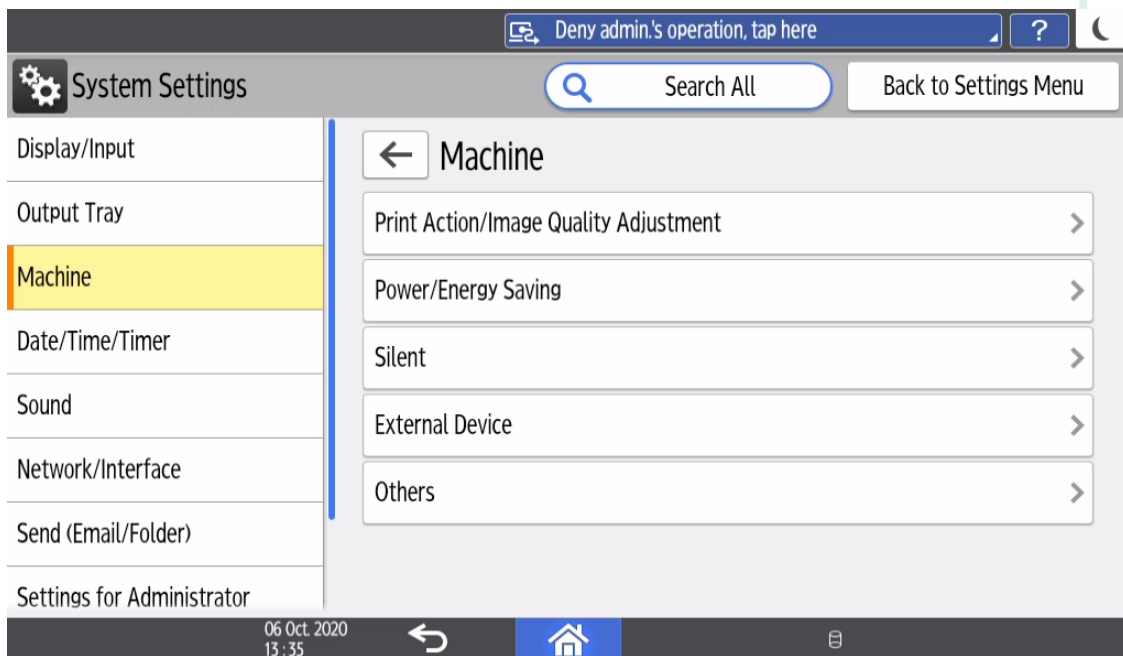 Deny admin.'s operation, tap here
?
System Settings
Search All
Back to Settings Menu
Display/Input
Output Tray
Machine
Date/Time/Timer
Sound
Network/Interface
Send (Email/Folder)
Settings for Administrator
Machine
Print Action/Image Quality Adjustment
Power/Energy Saving
Silent
External Device
Others
06 Oct. 2020
13:35